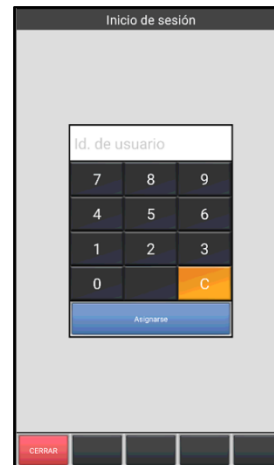 Inicio de sesión
Id. de usuario
7 8 9
4 5 6
1 2 3
0 C
Asignarse
CERRAR